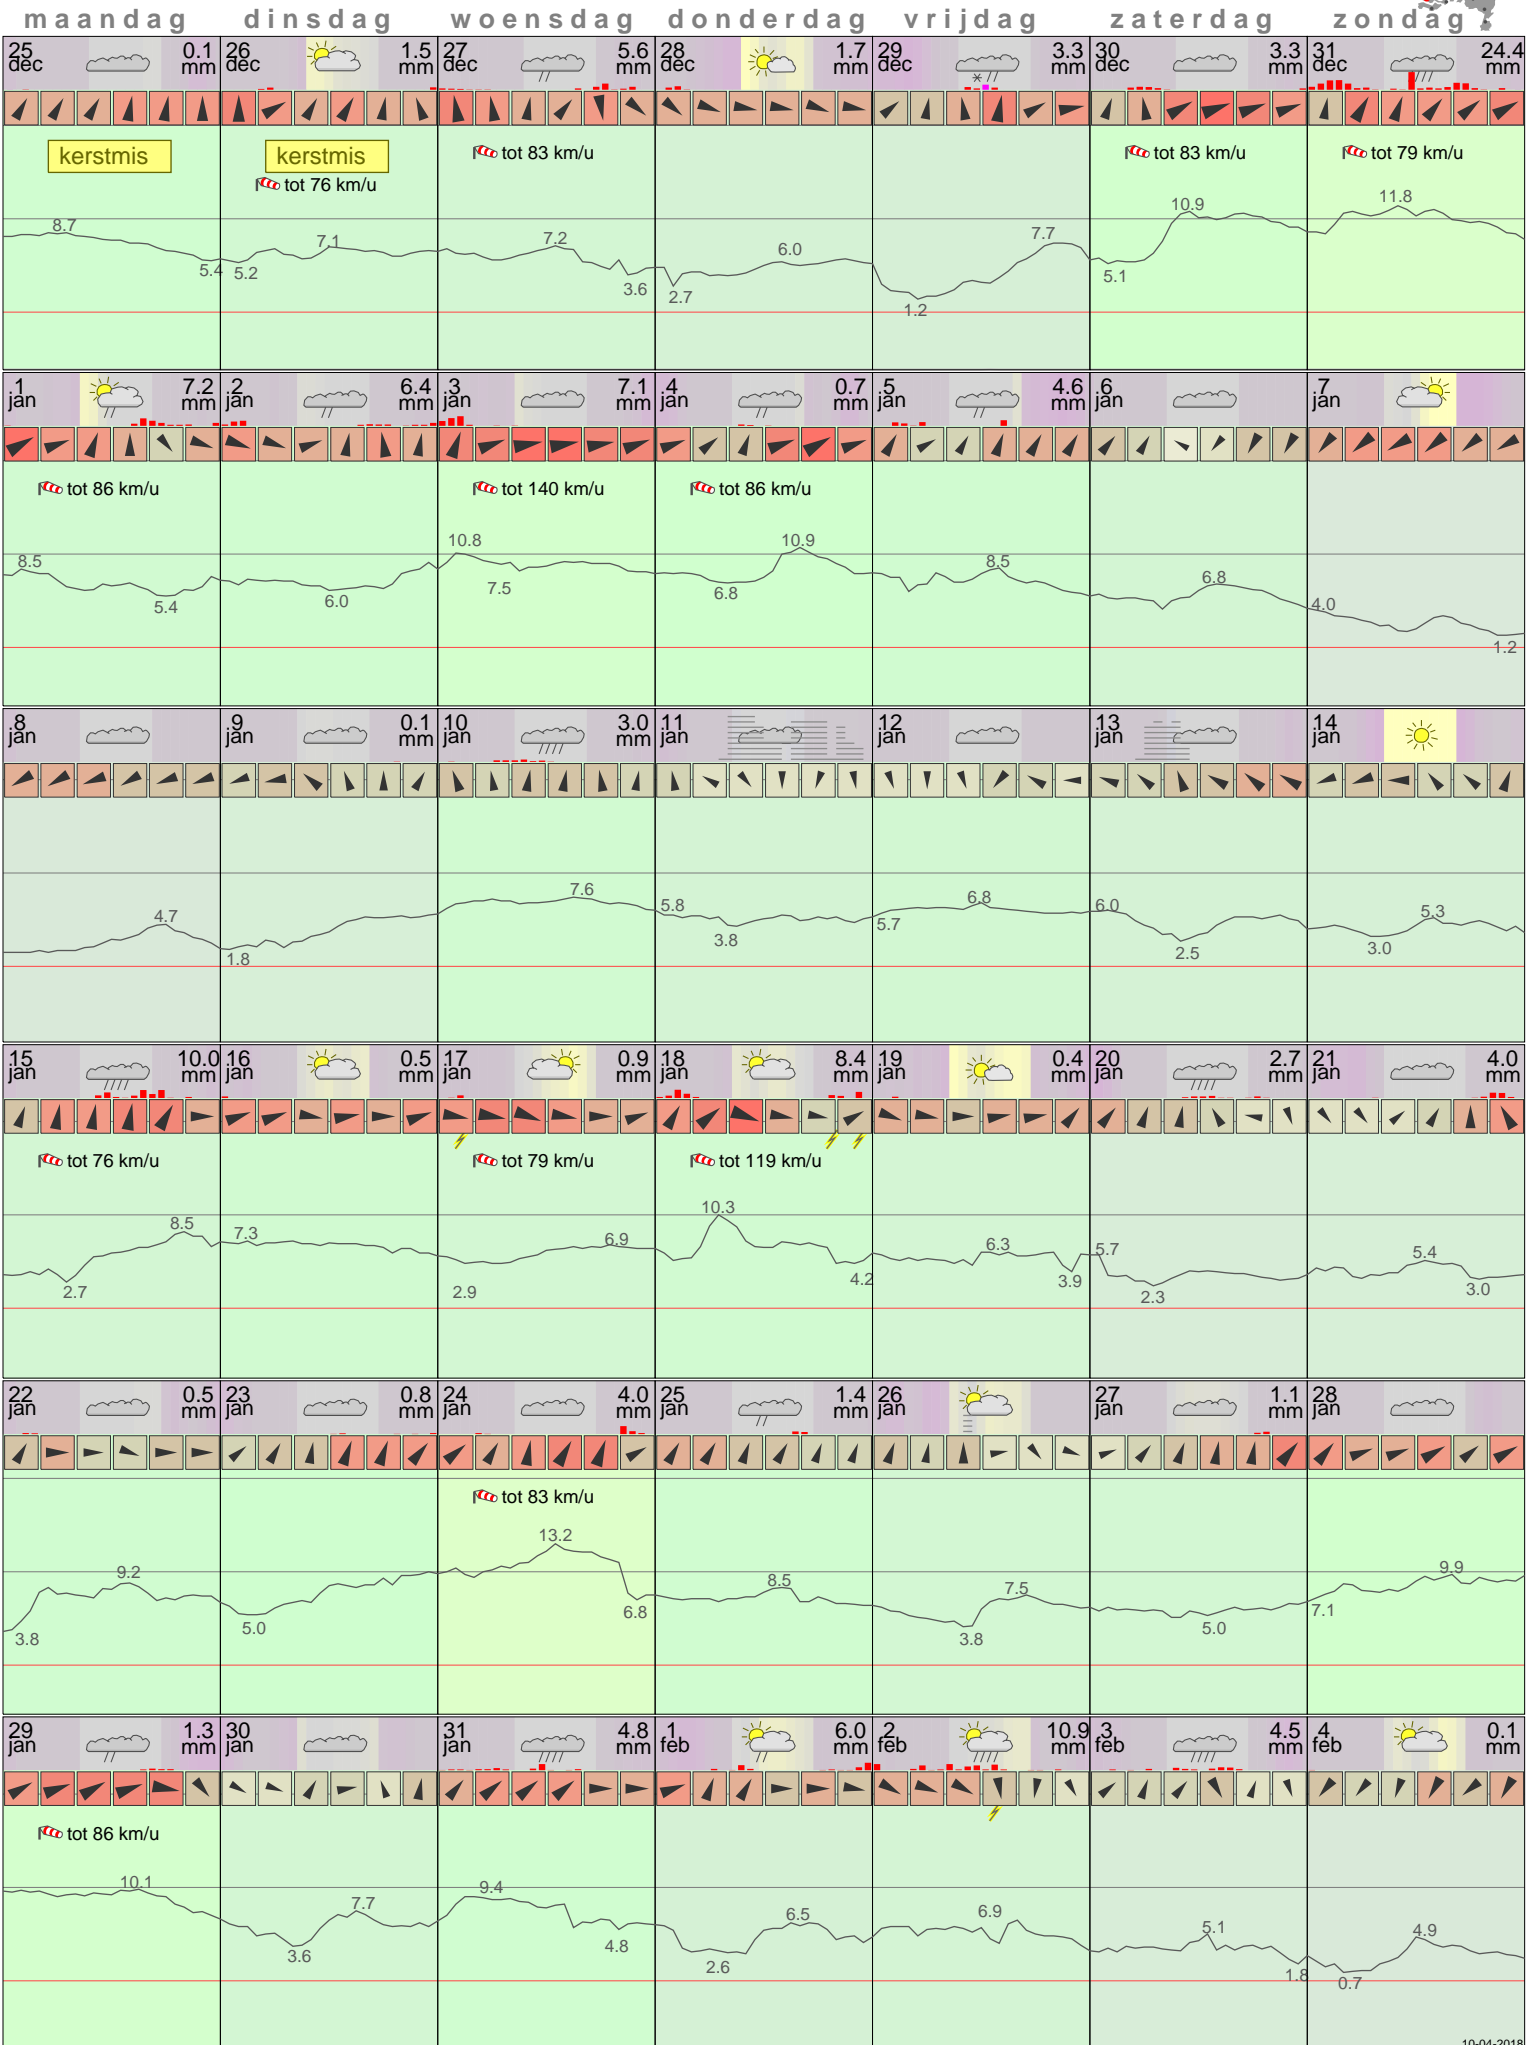 maandag dinsdag woensdag donderdag vrijdag zaterdag zondag
25 dec 0.1 mm 26 dec 1.5 mm 27 dec 5.6 mm 28 dec 1.7 mm 29 dec 3.3 mm 30 dec 3.3 mm 31 dec 24.4 mm
kerstmis kerstmis tot 83 km/u tot 83 km/u tot 79 km/u
tot 76 km/u
8.7 5.4 5.2 7.1 7.2 3.6 2.7 6.0 1.2 7.7 5.1 10.9 11.8
1 jan 7.2 mm 2 jan 6.4 mm 3 jan 7.1 mm 4 jan 0.7 mm 5 jan 4.6 mm 6 jan 7 jan
tot 86 km/u tot 140 km/u tot 86 km/u
8.5 5.4 6.0 10.8 7.5 6.8 10.9 8.5 6.8 4.0 1.2
8 jan 9 jan 0.1 mm 10 jan 3.0 mm 11 jan 12 jan 13 jan 14 jan
4.7 1.8 7.6 5.8 3.8 5.7 6.8 6.0 2.5 3.0 5.3
15 jan 10.0 mm 16 jan 0.5 mm 17 jan 0.9 mm 18 jan 8.4 mm 19 jan 0.4 mm 20 jan 2.7 mm 21 jan 4.0 mm
tot 76 km/u tot 79 km/u tot 119 km/u
2.7 8.5 7.3 2.9 6.9 10.3 4.2 6.3 3.9 5.7 2.3 5.4 3.0
22 jan 0.5 mm 23 jan 0.8 mm 24 jan 4.0 mm 25 jan 1.4 mm 26 jan 27 jan 1.1 mm 28 jan
tot 83 km/u
3.8 9.2 5.0 13.2 6.8 8.5 3.8 7.5 5.0 7.1 9.9
29 jan 1.3 mm 30 jan 31 jan 4.8 mm 1 feb 6.0 mm 2 feb 10.9 mm 3 feb 4.5 mm 4 feb 0.1 mm
tot 86 km/u
10.1 3.6 7.7 9.4 4.8 2.6 6.5 6.9 5.1 1.8 0.7 4.9
10-04-2018